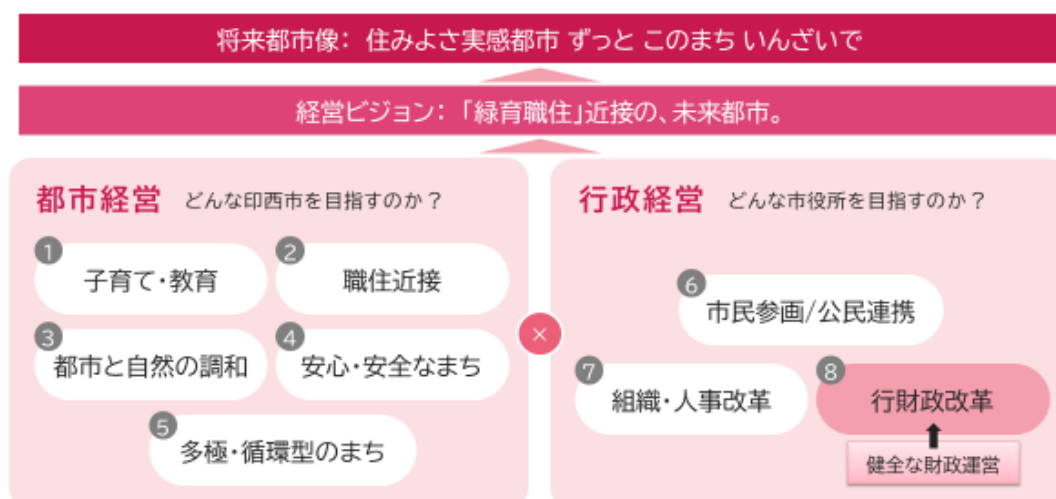 将来都市像： 住みよさ実感都市 ずっと このまち いんざいで
経営ビジョン：「緑育職住」近接の、未来都市。
都市経営 どんな印西市を目指すのか？
1 子育て・教育
2 職住近接
3 都市と自然の調和
4 安心・安全なまち
5 多極・循環型のまち
×
行政経営 どんな市役所を目指すのか？
6 市民参画/公民連携
7 組織・人事改革
8 行財政改革
健全な財政運営